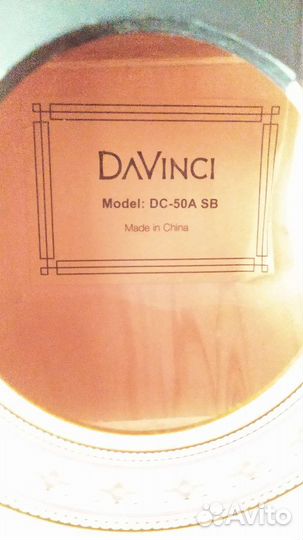 DAVINCI
Model: DC-50A SB
Made in China
Avito